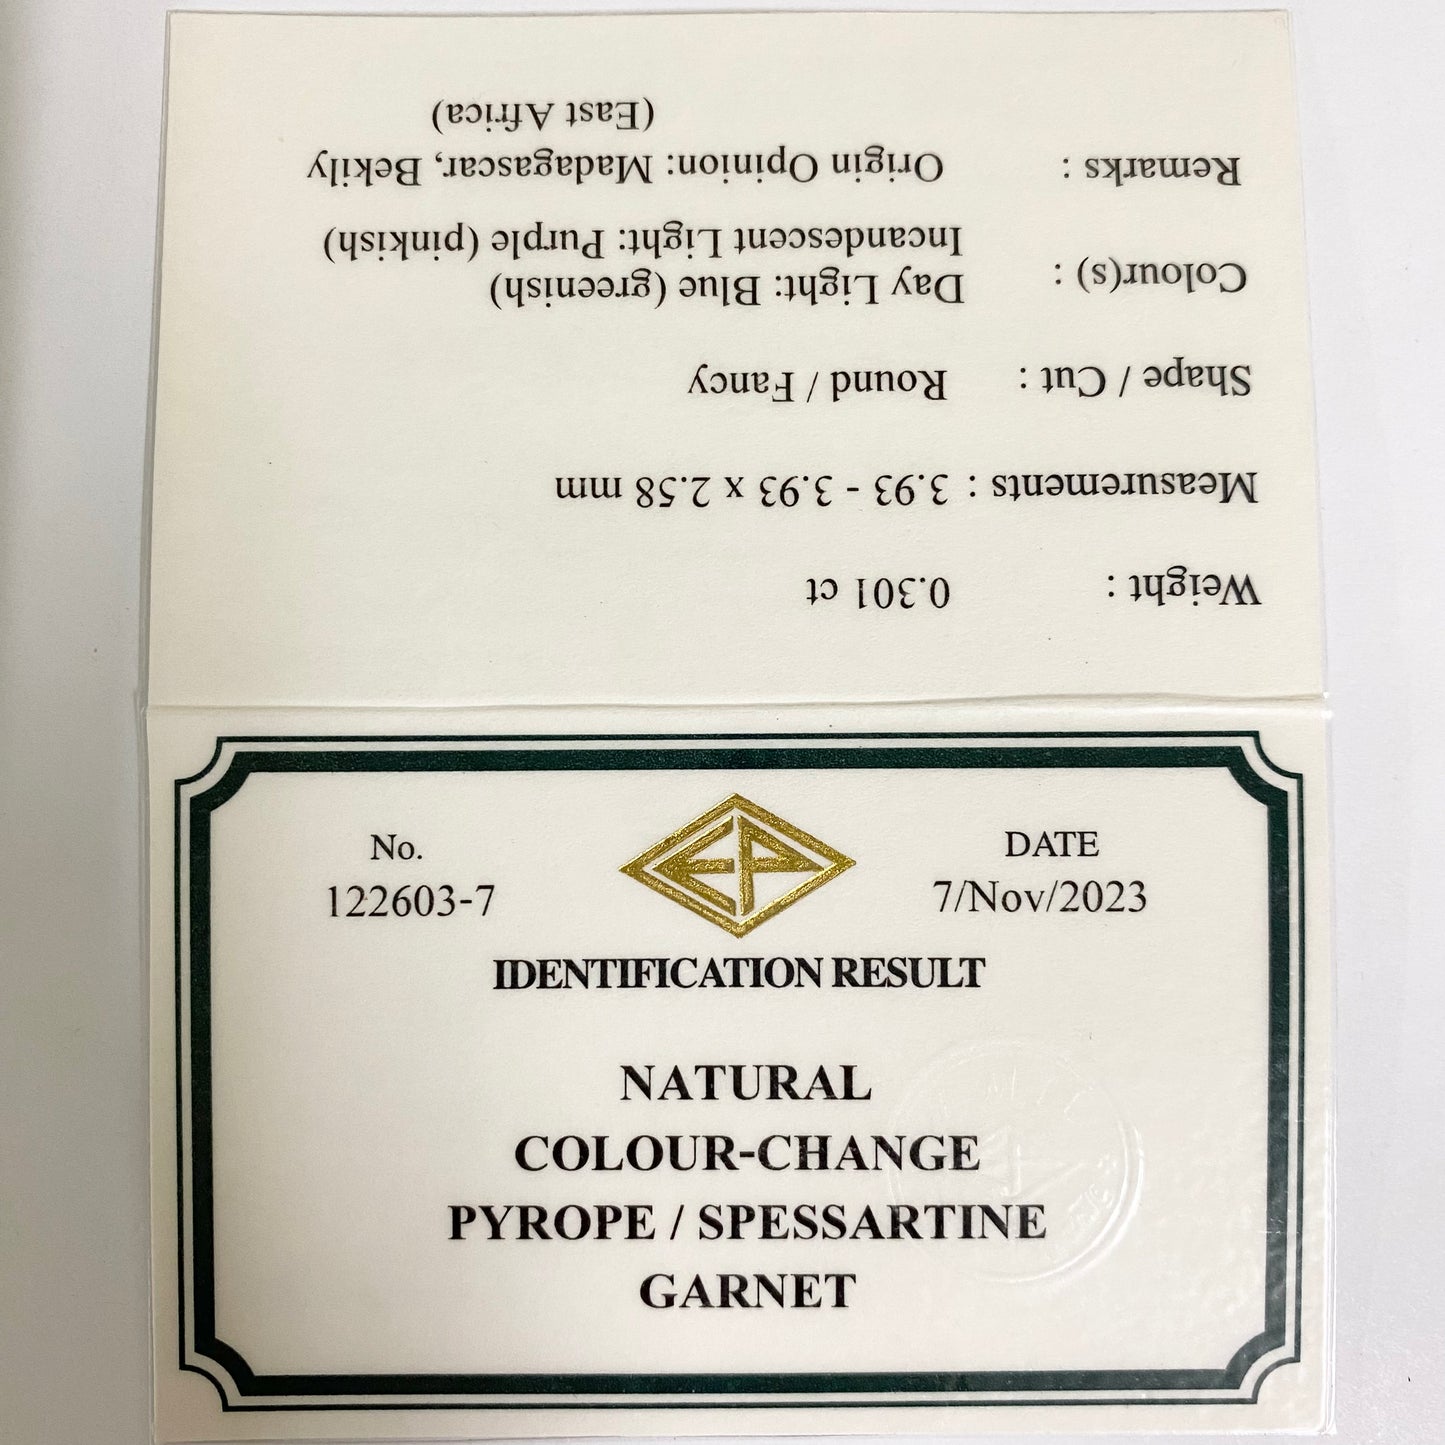 Weight : 0.301 ct
Measurements : 3.93 - 3.93 x 2.58 mm
Shape / Cut : Round / Fancy
Colour(s) : Day Light: Blue (greenish)
Incandescent Light: Purple (pinkish)
Remarks : Origin Opinion: Madagascar, Bekily
(East Africa)
No.
122603-7
EP
DATE
7/Nov/2023
IDENTIFICATION RESULT
NATURAL
COLOUR-CHANGE
PYROPE / SPESSARTINE
GARNET